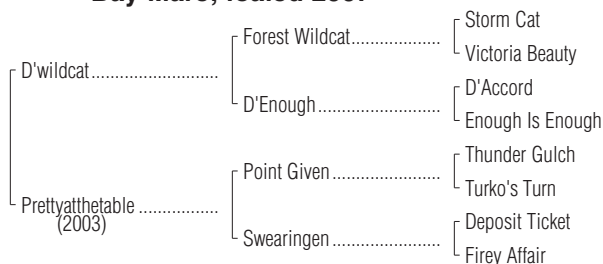 Bay Mare; foaled 2007
Storm Cat
Forest Wildcat....................
Victoria Beauty
D'wildcat.............................
D'Accord
D'Enough............................
Enough Is Enough
Thunder Gulch
Point Given.........................
Turko's Turn
Prettyatthetable ..................
(2003)
Deposit Ticket
Swearingen.........................
Firey Affair